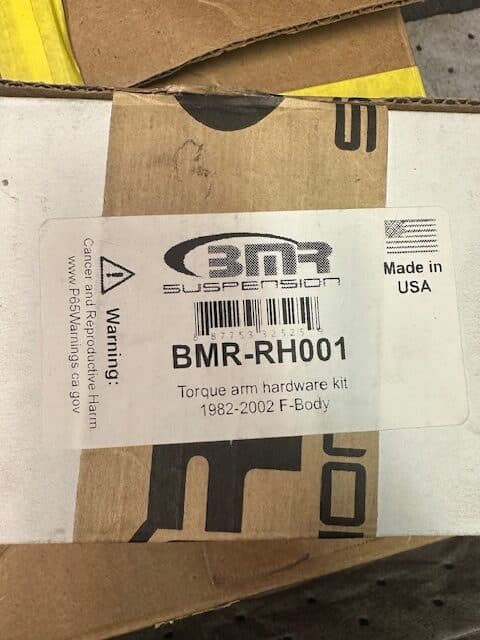 BMR
SUSPENSION
BMR-RH001
Torque arm hardware kit
1982-2002 F-Body
Made in
USA
Warning:
Cancer and Reproductive Harm
www.P65Warnings.ca.gov